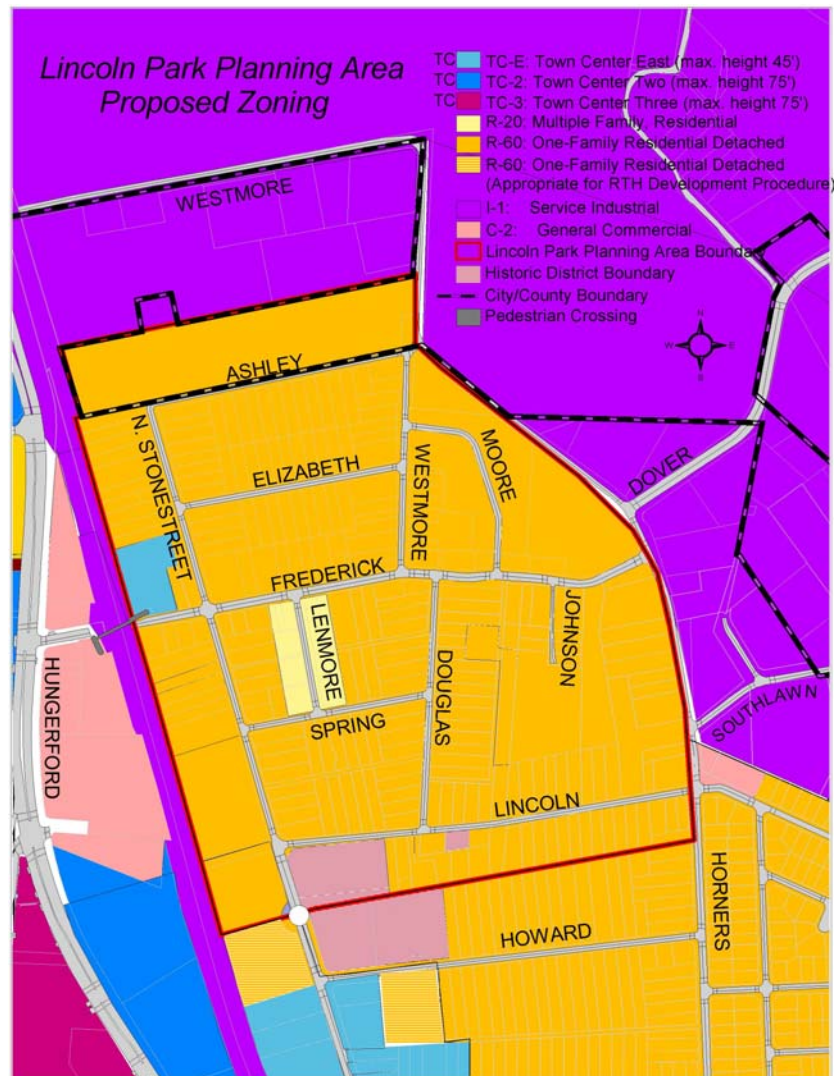 Lincoln Park Planning Area
Proposed Zoning
TC TC-E: Town Center East (max. height 45')
TC TC-2: Town Center Two (max. height 75')
TC TC-3: Town Center Three (max. height 75')
R-20: Multiple Family Residential
R-60: One-Family Residential Detached
R-60: One-Family Residential Detached
(Appropriate for RTH Development Procedure)
I-1: Service Industrial
C-2: General Commercial
Lincoln Park Planning Area Boundary
Historic District Boundary
City/County Boundary
Pedestrian Crossing
N
W E
S
WESTMORE
ASHLEY
N. STONESTREET
ELIZABETH
WESTMORE
MOORE
DOVER
FREDERICK
LENMORE
DOUGLAS
JOHNSON
HUNGERFORD
SPRING
SOUTHLAWN
LINCOLN
HORNERS
HOWARD